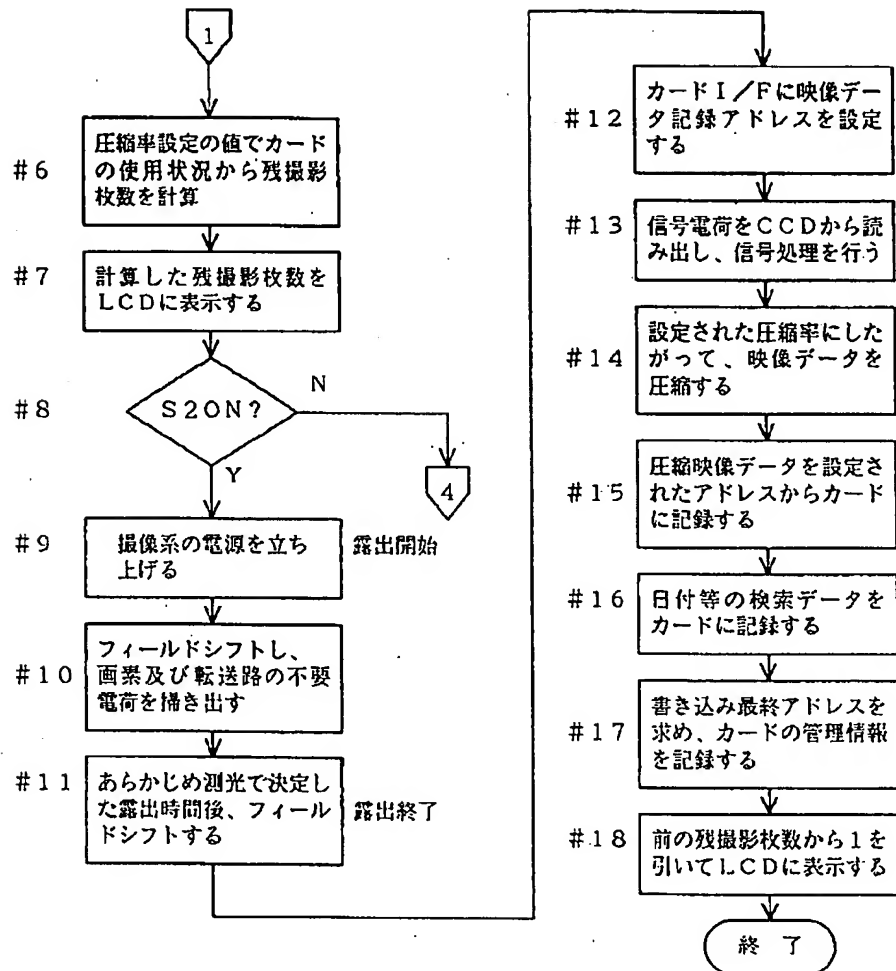 1
#6
圧縮率設定の値でカード
の使用状況から残撮影
枚数を計算
#7
計算した残撮影枚数を
LCDに表示する
#8
S2ON?
N
Y
4
#9
撮像系の電源を立ち
上げる
露出開始
#10
フィールドシフトし、
画素及び転送路の不要
電荷を掃き出す
#11
あらかじめ測光で決定し
た露出時間後、フィール
ドシフトする
露出終了
#12
カードI/Fに映像デー
タ記録アドレスを設定
する
#13
信号電荷をCCDから読
み出し、信号処理を行う
#14
設定された圧縮率にした
がって、映像データを
圧縮する
#15
圧縮映像データを設定さ
れたアドレスからカード
に記録する
#16
日付等の検索データを
カードに記録する
#17
書き込み最終アドレスを
求め、カードの管理情報
を記録する
#18
前の残撮影枚数から1を
引いてLCDに表示する
終 了